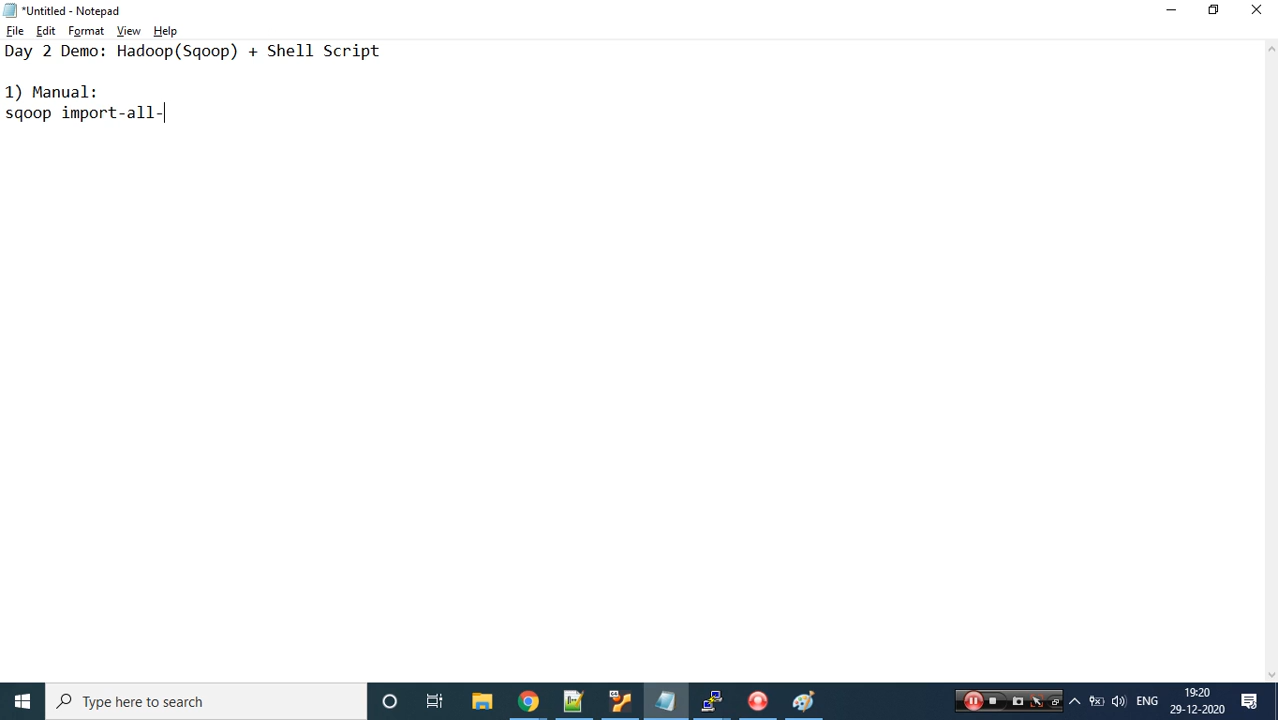 *Untitled - Notepad
File Edit Format View Help
Day 2 Demo: Hadoop(Sqoop) + Shell Script
1) Manual:
sqoop import-all-
Type here to search
ENG
19:20
29-12-2020